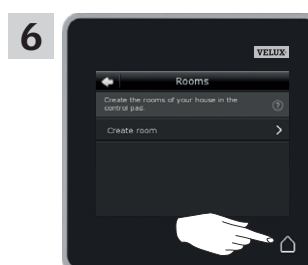 6
VELUX
Rooms
Create the rooms of your house in the
control pad.
?
Create room